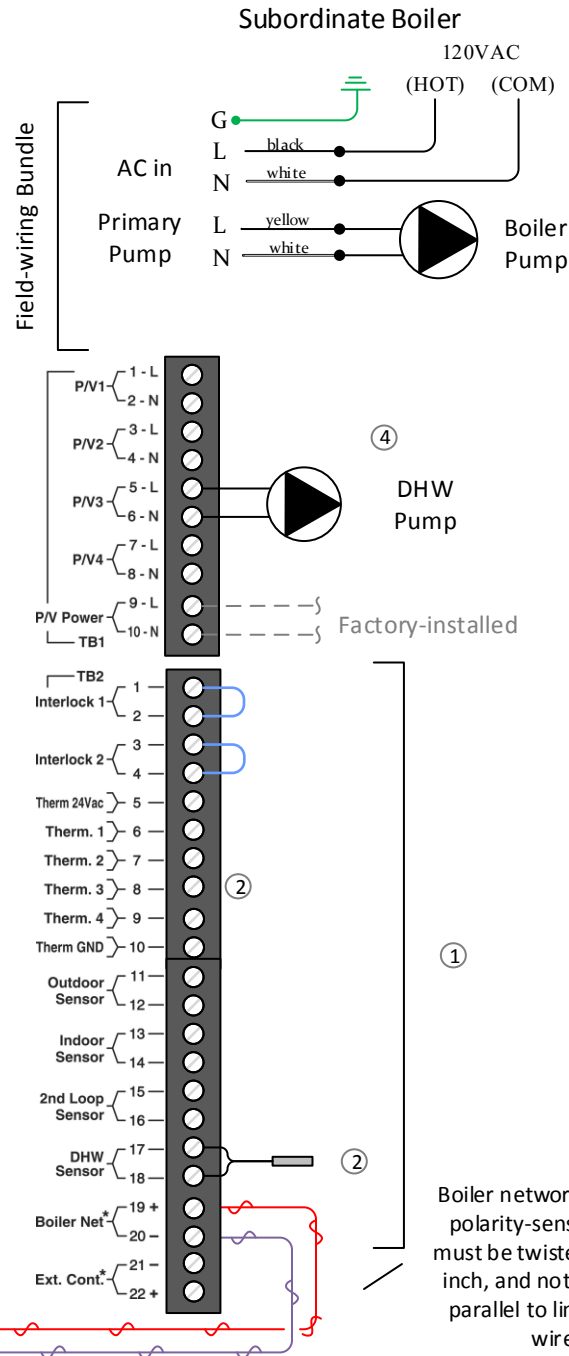 Subordinate Boiler
120VAC
(HOT) (COM)
Field-wiring Bundle
G
AC in
L black
N white
Primary
Pump
L yellow
N white
Boiler
Pump
P/V1
1 - L
2 - N
P/V2
3 - L
4 - N
④
P/V3
5 - L
6 - N
DHW
Pump
P/V4
7 - L
8 - N
P/V Power
9 - L
10 - N
TB1
Factory-installed
TB2
Interlock 1
1
2
Interlock 2
3
4
Therm 24Vac 5
Therm. 1 6
Therm. 2 7
Therm. 3 8
②
Therm. 4 9
Therm GND 10
①
Outdoor
Sensor
11
12
Indoor
Sensor
13
14
2nd Loop
Sensor
15
16
DHW
Sensor
17
18
②
Boiler Net*
19 +
20 –
Ext. Cont.*
21 –
22 +
Boiler networ
polarity-sens
must be twiste
inch, and not
parallel to lin
wire